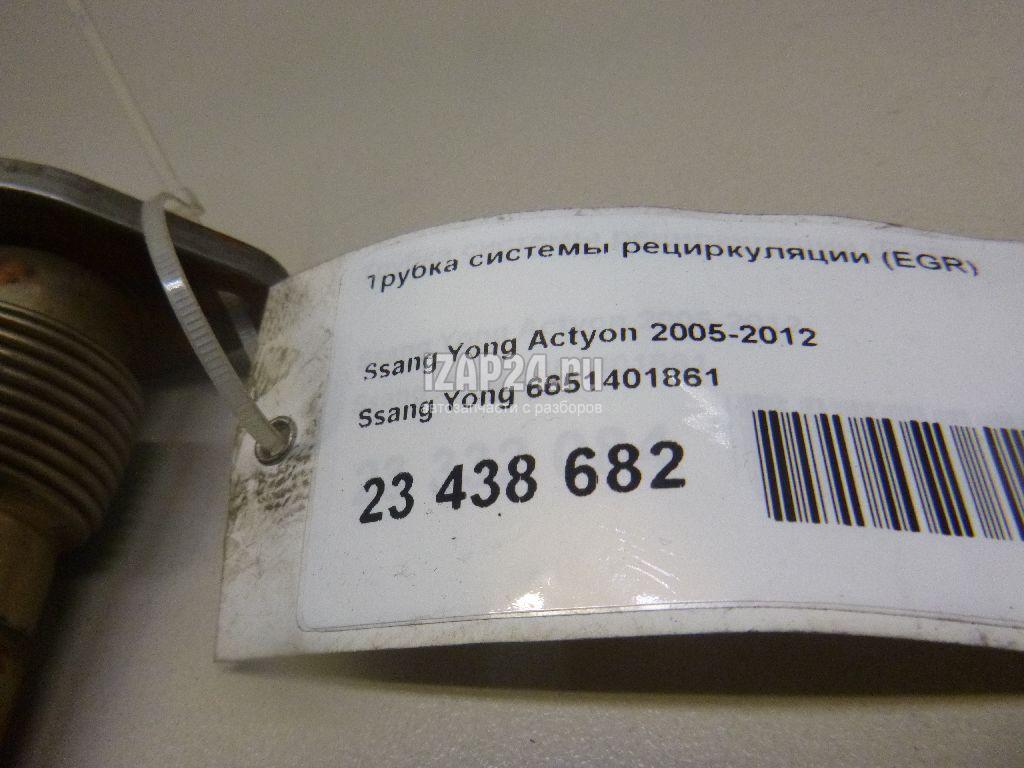 Трубка системы рециркуляции (EGR)
Ssang Yong Actyon 2005-2012
iZAP24.ru
Ssang Yong 6651401861
автозапчасти с разборов
23 438 682